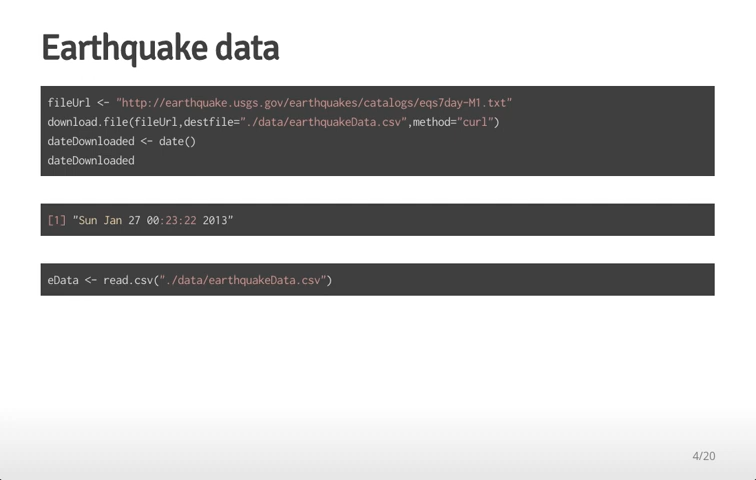 Earthquake data
fileUrl <- "http://earthquake.usgs.gov/earthquakes/catalogs/eqs7day-M1.txt"
download.file(fileUrl,destfile="./data/earthquakeData.csv",method="curl")
dateDownloaded <- date()
dateDownloaded
[1] "Sun Jan 27 00:23:22 2013"
eData <- read.csv("./data/earthquakeData.csv")
4/20